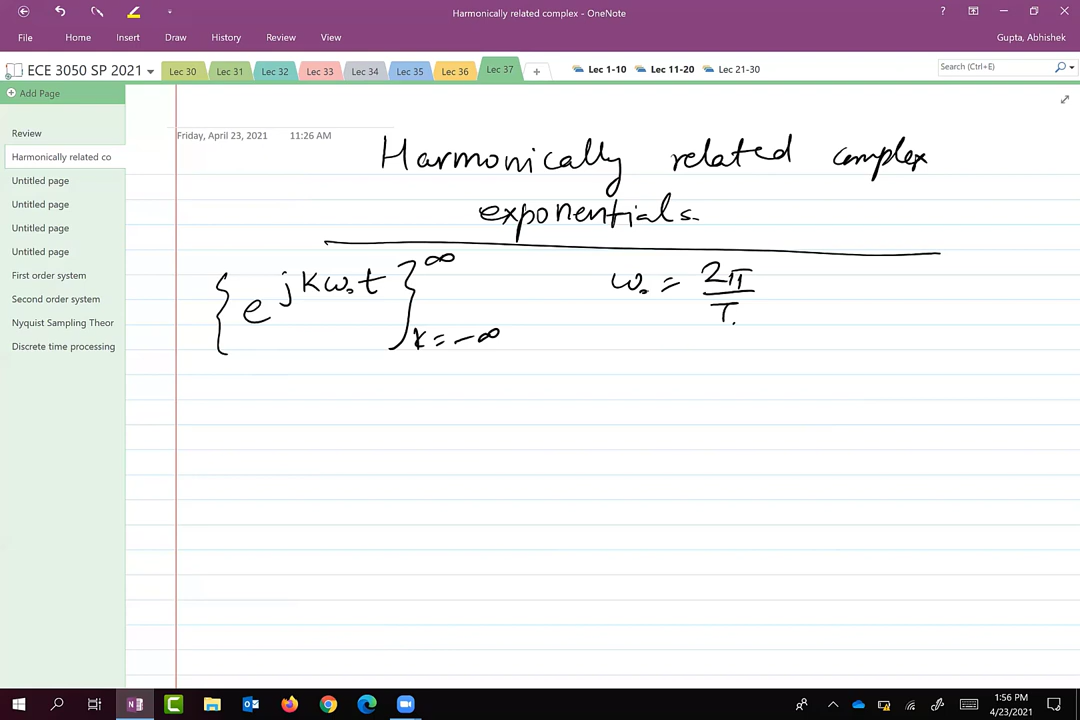 Harmonically related complex - OneNote
File Home Insert Draw History Review View
Gupta, Abhishek
ECE 3050 SP 2021
Lec 30 Lec 31 Lec 32 Lec 33 Lec 34 Lec 35 Lec 36 Lec 37 + Lec 1-10 Lec 11-20 Lec 21-30
Search (Ctrl+E)
Add Page
Review
Harmonically related co
Untitled page
Untitled page
Untitled page
Untitled page
First order system
Second order system
Nyquist Sampling Theor
Discrete time processing
Friday, April 23, 2021 11:26 AM
Harmonically related complex
exponentials.
{e^{jkω₀t}}_{k=-∞}^{∞} ω₀ = 2π/T₀
1:56 PM
4/23/2021